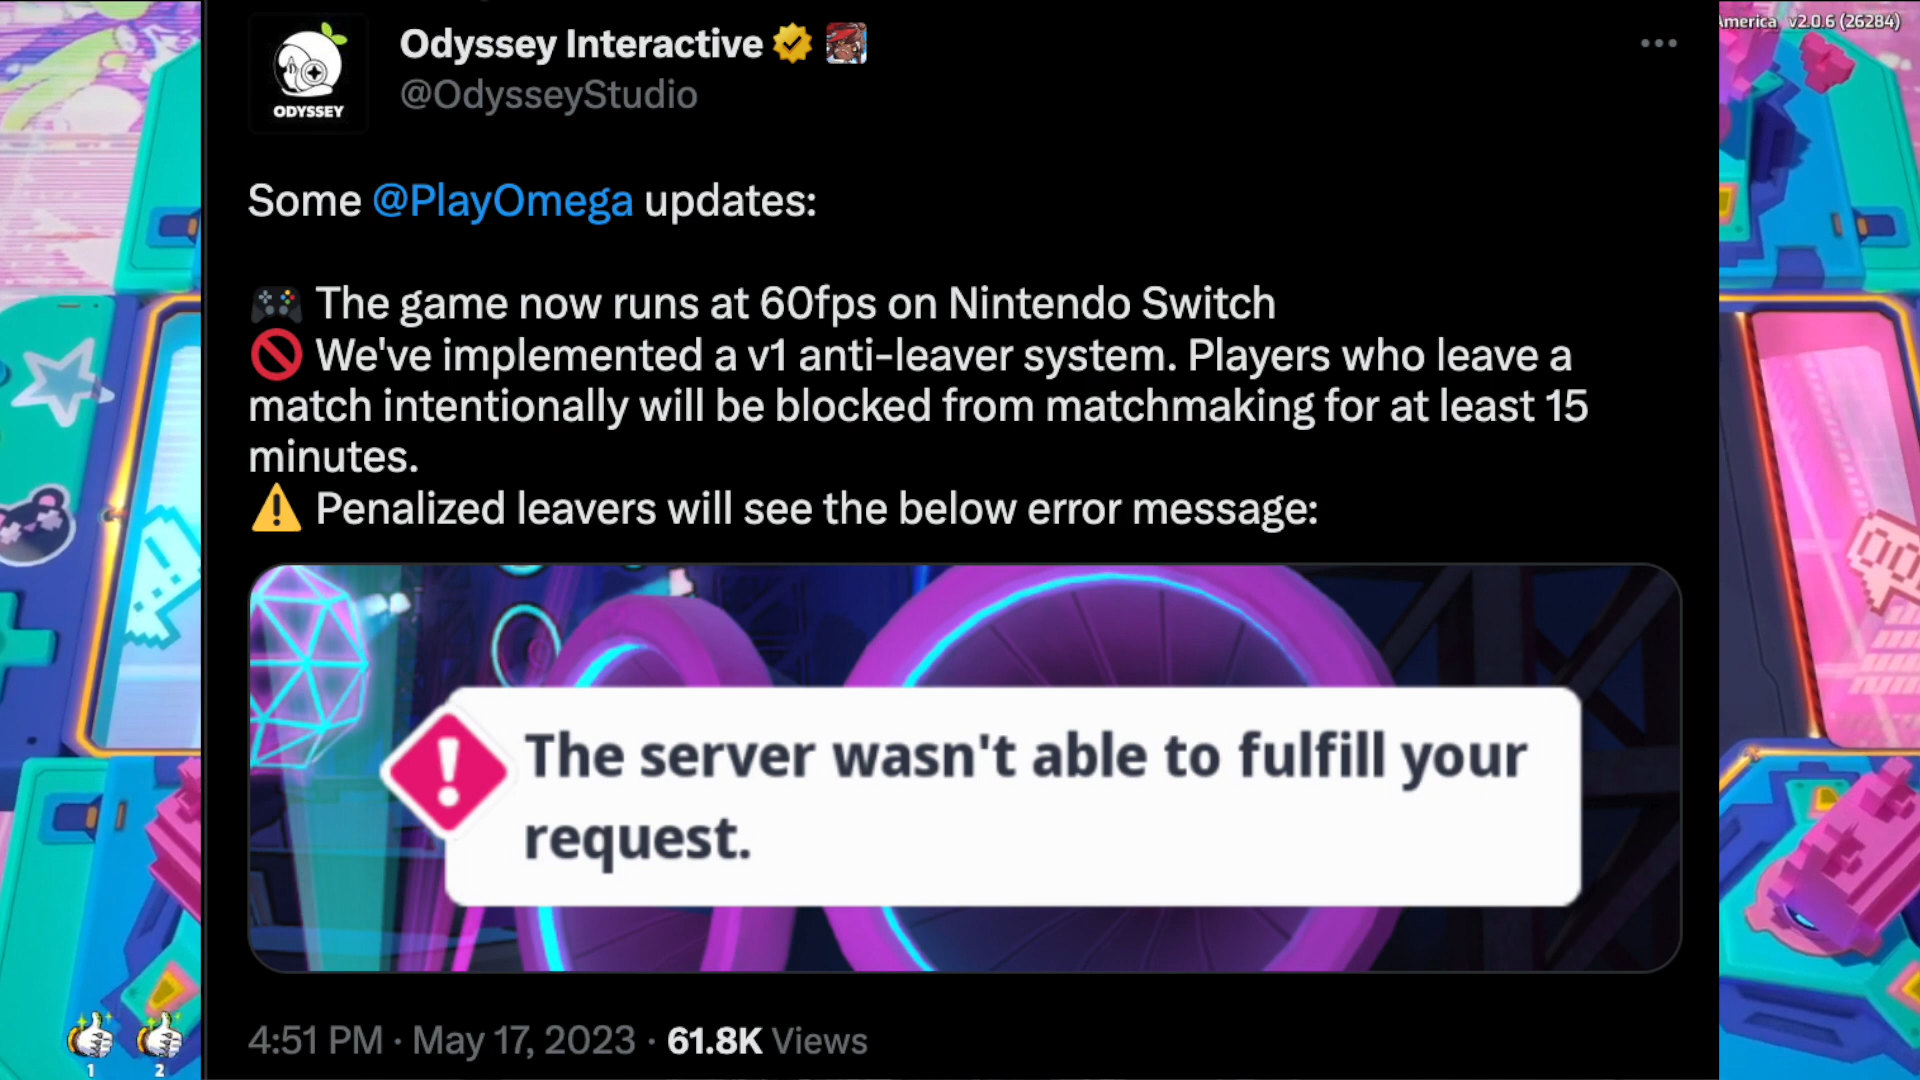 ODYSSEY
Odyssey Interactive
@OdysseyStudio
America v2.0.6 (26284)
Some @PlayOmega updates:
🎮 The game now runs at 60fps on Nintendo Switch
🚫 We've implemented a v1 anti-leaver system. Players who leave a
match intentionally will be blocked from matchmaking for at least 15
minutes.
⚠️ Penalized leavers will see the below error message:
The server wasn't able to fulfill your
request.
4:51 PM · May 17, 2023 · 61.8K Views
1
2